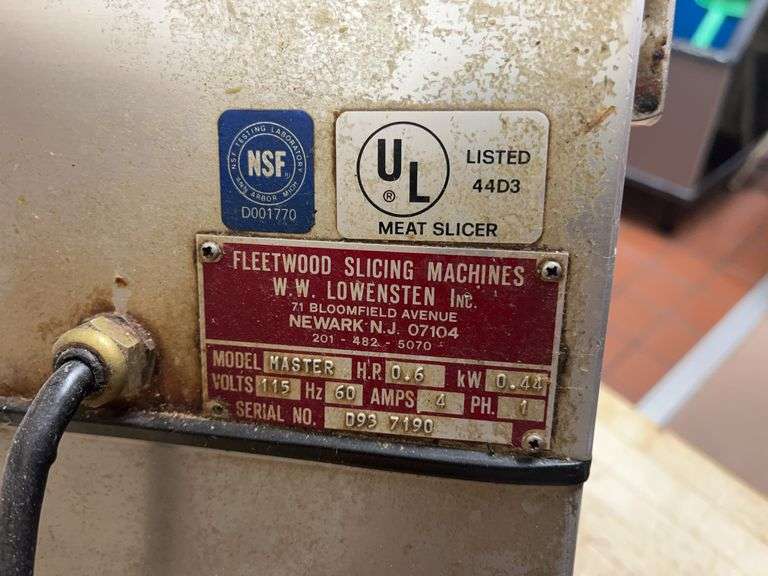 NSF TESTING LABORATORY
NSF®
ANN ARBOR MICH
D001770
UL®
LISTED
44D3
MEAT SLICER
FLEETWOOD SLICING MACHINES
W.W. LOWENSTEN INC.
71 BLOOMFIELD AVENUE
NEWARK N.J. 07104
201 - 482 - 5070
MODEL MASTER H.P. 0.6 kW 0.44
VOLTS 115 Hz 60 AMPS 4 PH. 1
SERIAL NO. D93 7190